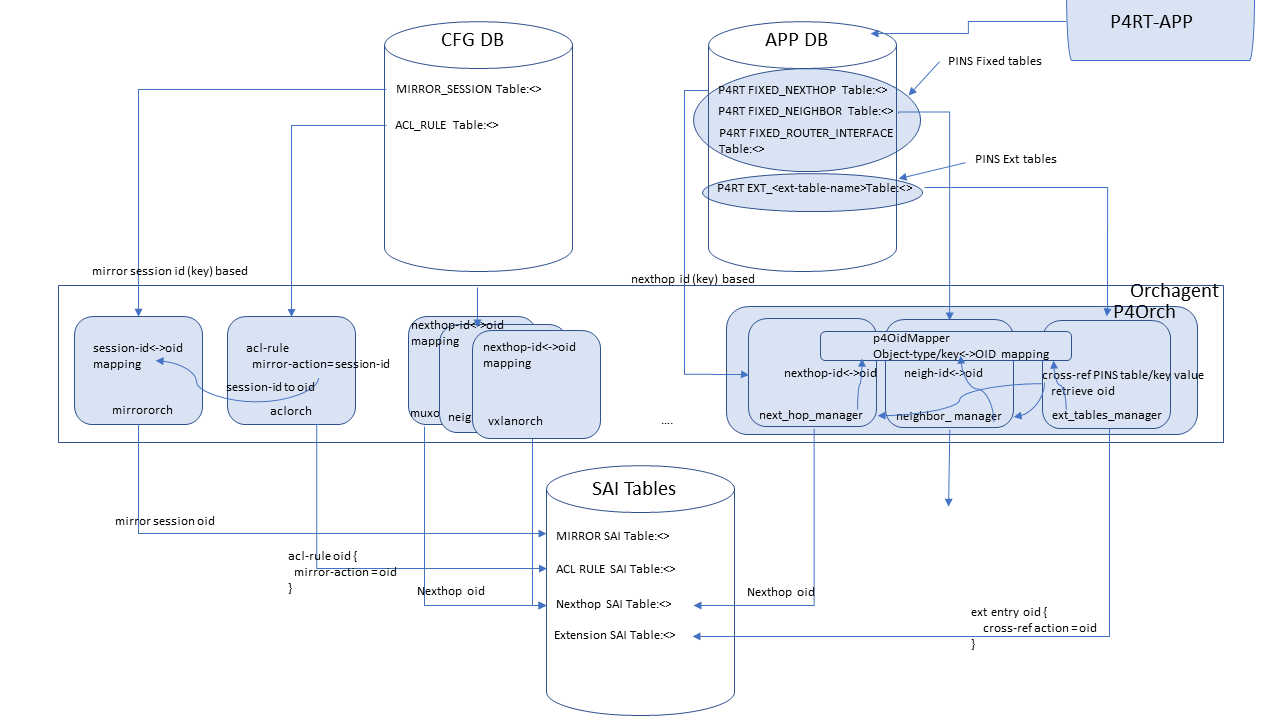 CFG DB
APP DB
P4RT-APP
PINS Fixed tables
MIRROR_SESSION Table:<>
ACL_RULE Table:<>
P4RT FIXED_NEXTHOP Table:<>
P4RT FIXED_NEIGHBOR Table:<>
P4RT FIXED_ROUTER_INTERFACE
Table:<>
PINS Ext tables
P4RT EXT_<ext-table-name>Table:<>
mirror session id (key) based
nexthop id (key) based
Orchagent
P4Orch
session-id<->oid
mapping
mirrororch
acl-rule
mirror-action=session-id
session-id to oid
aclorch
nexthop-id<->oid
mapping
muxo
neig
nexthop-id<->oid
mapping
vxlanorch
....
p4OidMapper
Object-type/key<->OID mapping
nexthop-id<->oid
next_hop_manager
neigh-id<->oid
neighbor_ manager
cross-ref PINS table/key value
retrieve oid
ext_tables_manager
SAI Tables
MIRROR SAI Table:<>
ACL RULE SAI Table:<>
Nexthop SAI Table:<>
Extension SAI Table:<>
mirror session oid
acl-rule oid {
mirror-action = oid
}
Nexthop oid
Nexthop oid
ext entry oid {
cross-ref action = oid
}